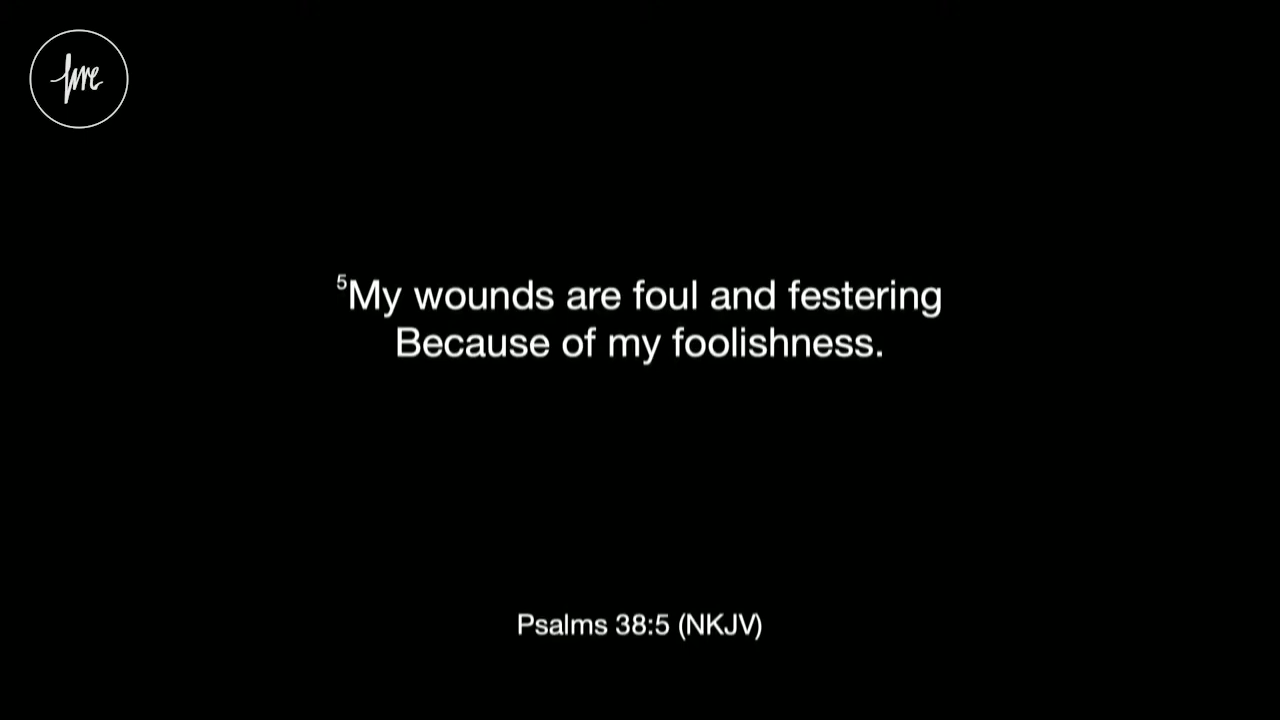 ⁵My wounds are foul and festering
Because of my foolishness.
Psalms 38:5 (NKJV)